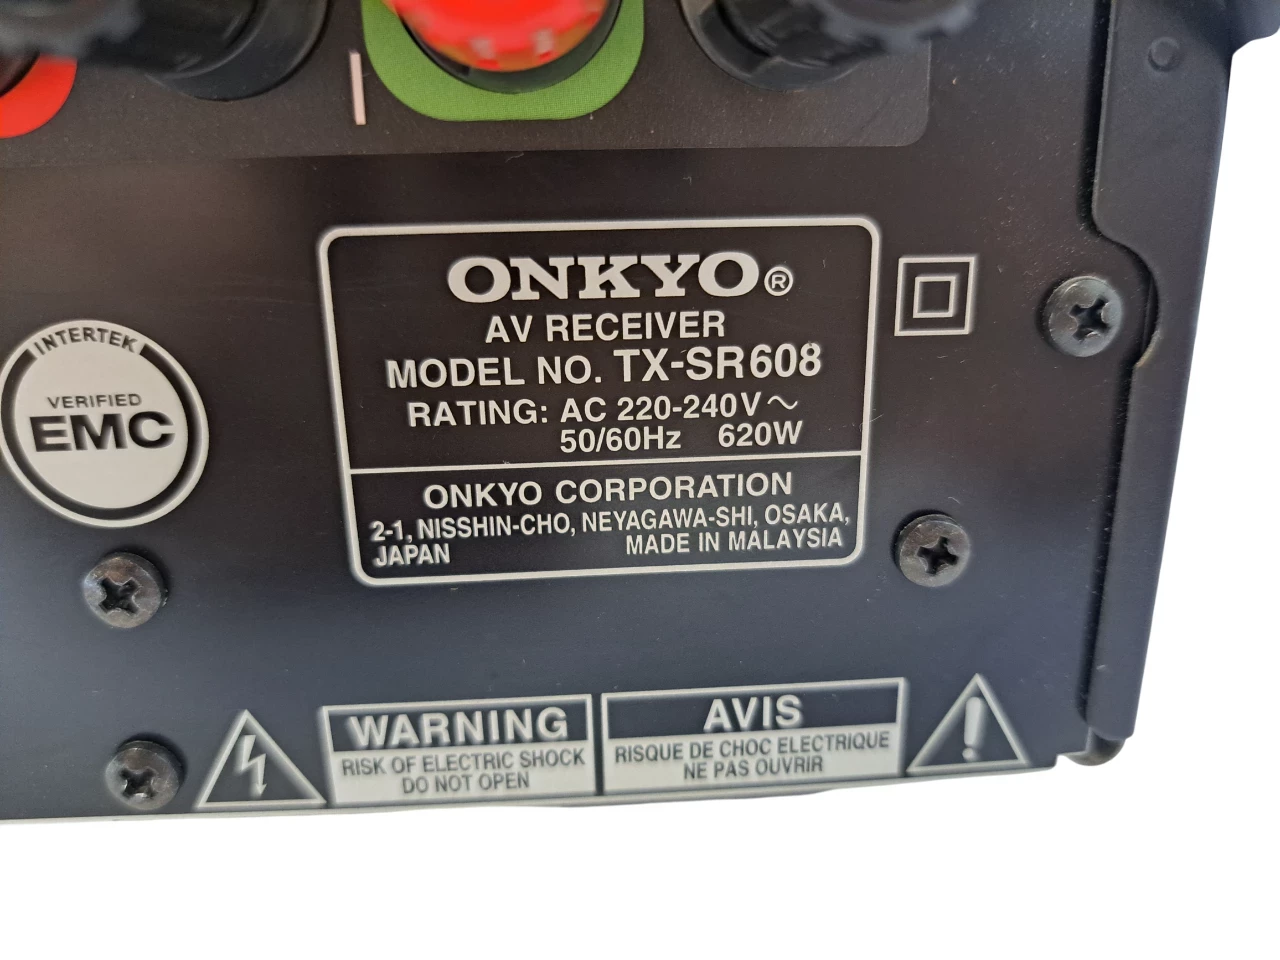 ONKYO®
AV RECEIVER
MODEL NO. TX-SR608
RATING: AC 220-240V～
50/60Hz 620W
ONKYO CORPORATION
2-1, NISSHIN-CHO, NEYAGAWA-SHI, OSAKA,
JAPAN MADE IN MALAYSIA
INTERTEK
VERIFIED
EMC
WARNING
RISK OF ELECTRIC SHOCK
DO NOT OPEN
AVIS
RISQUE DE CHOC ELECTRIQUE
NE PAS OUVRIR